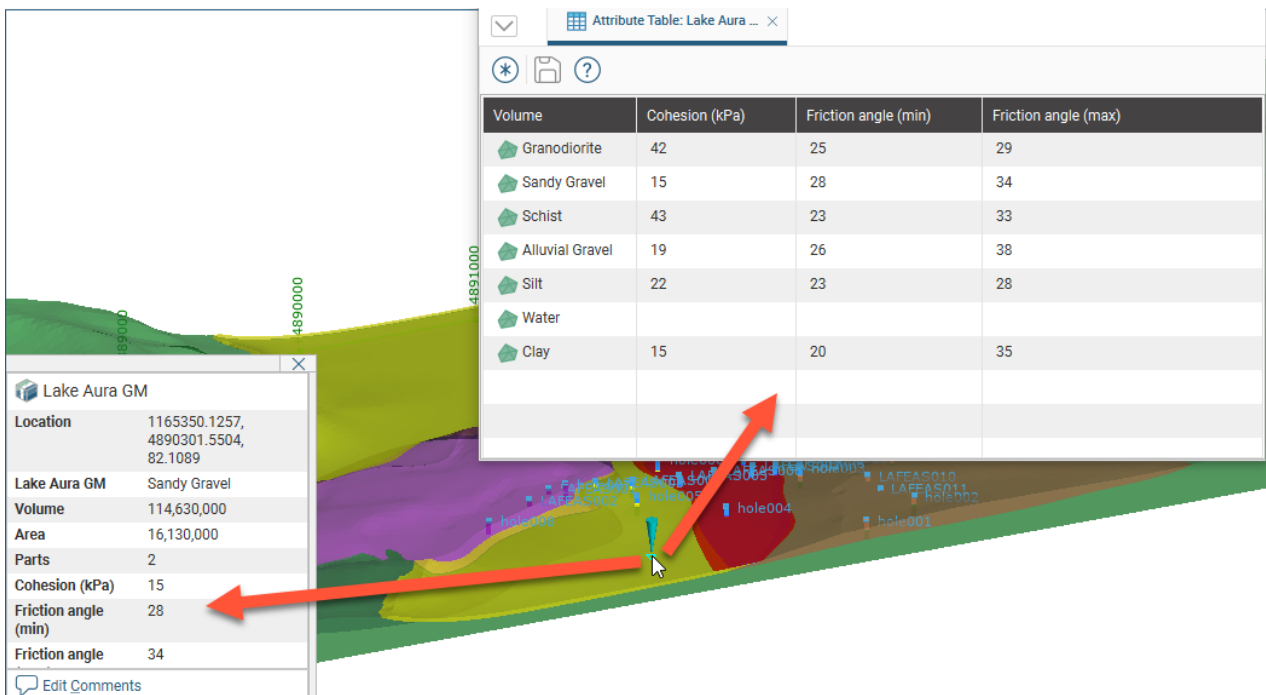 Attribute Table: Lake Aura ...
Volume Cohesion (kPa) Friction angle (min) Friction angle (max)
Granodiorite 42 25 29
Sandy Gravel 15 28 34
Schist 43 23 33
Alluvial Gravel 19 26 38
Silt 22 23 28
Water
Clay 15 20 35
4890000
4891000
Lake Aura GM
Location 1165350.1257,
4890301.5504,
82.1089
Lake Aura GM Sandy Gravel
Volume 114,630,000
Area 16,130,000
Parts 2
Cohesion (kPa) 15
Friction angle 28
(min)
Friction angle 34
Edit Comments
LAFEAS010
LAFEAS011
hole002
hole005
hole004
hole001